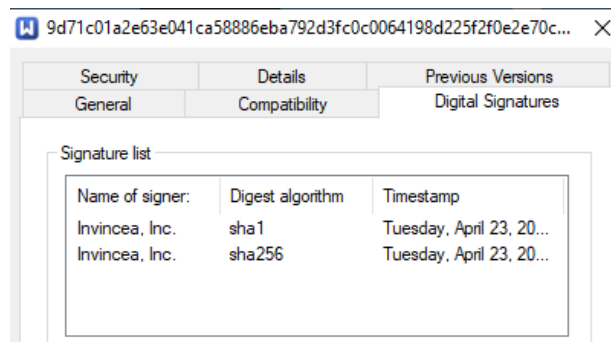 W 9d71c01a2e63e041ca58886eba792d3fc0c0064198d225f2f0e2e70c...
Security Details Previous Versions
General Compatibility Digital Signatures
Signature list
Name of signer: Digest algorithm Timestamp
Invincea, Inc. sha1 Tuesday, April 23, 20...
Invincea, Inc. sha256 Tuesday, April 23, 20...